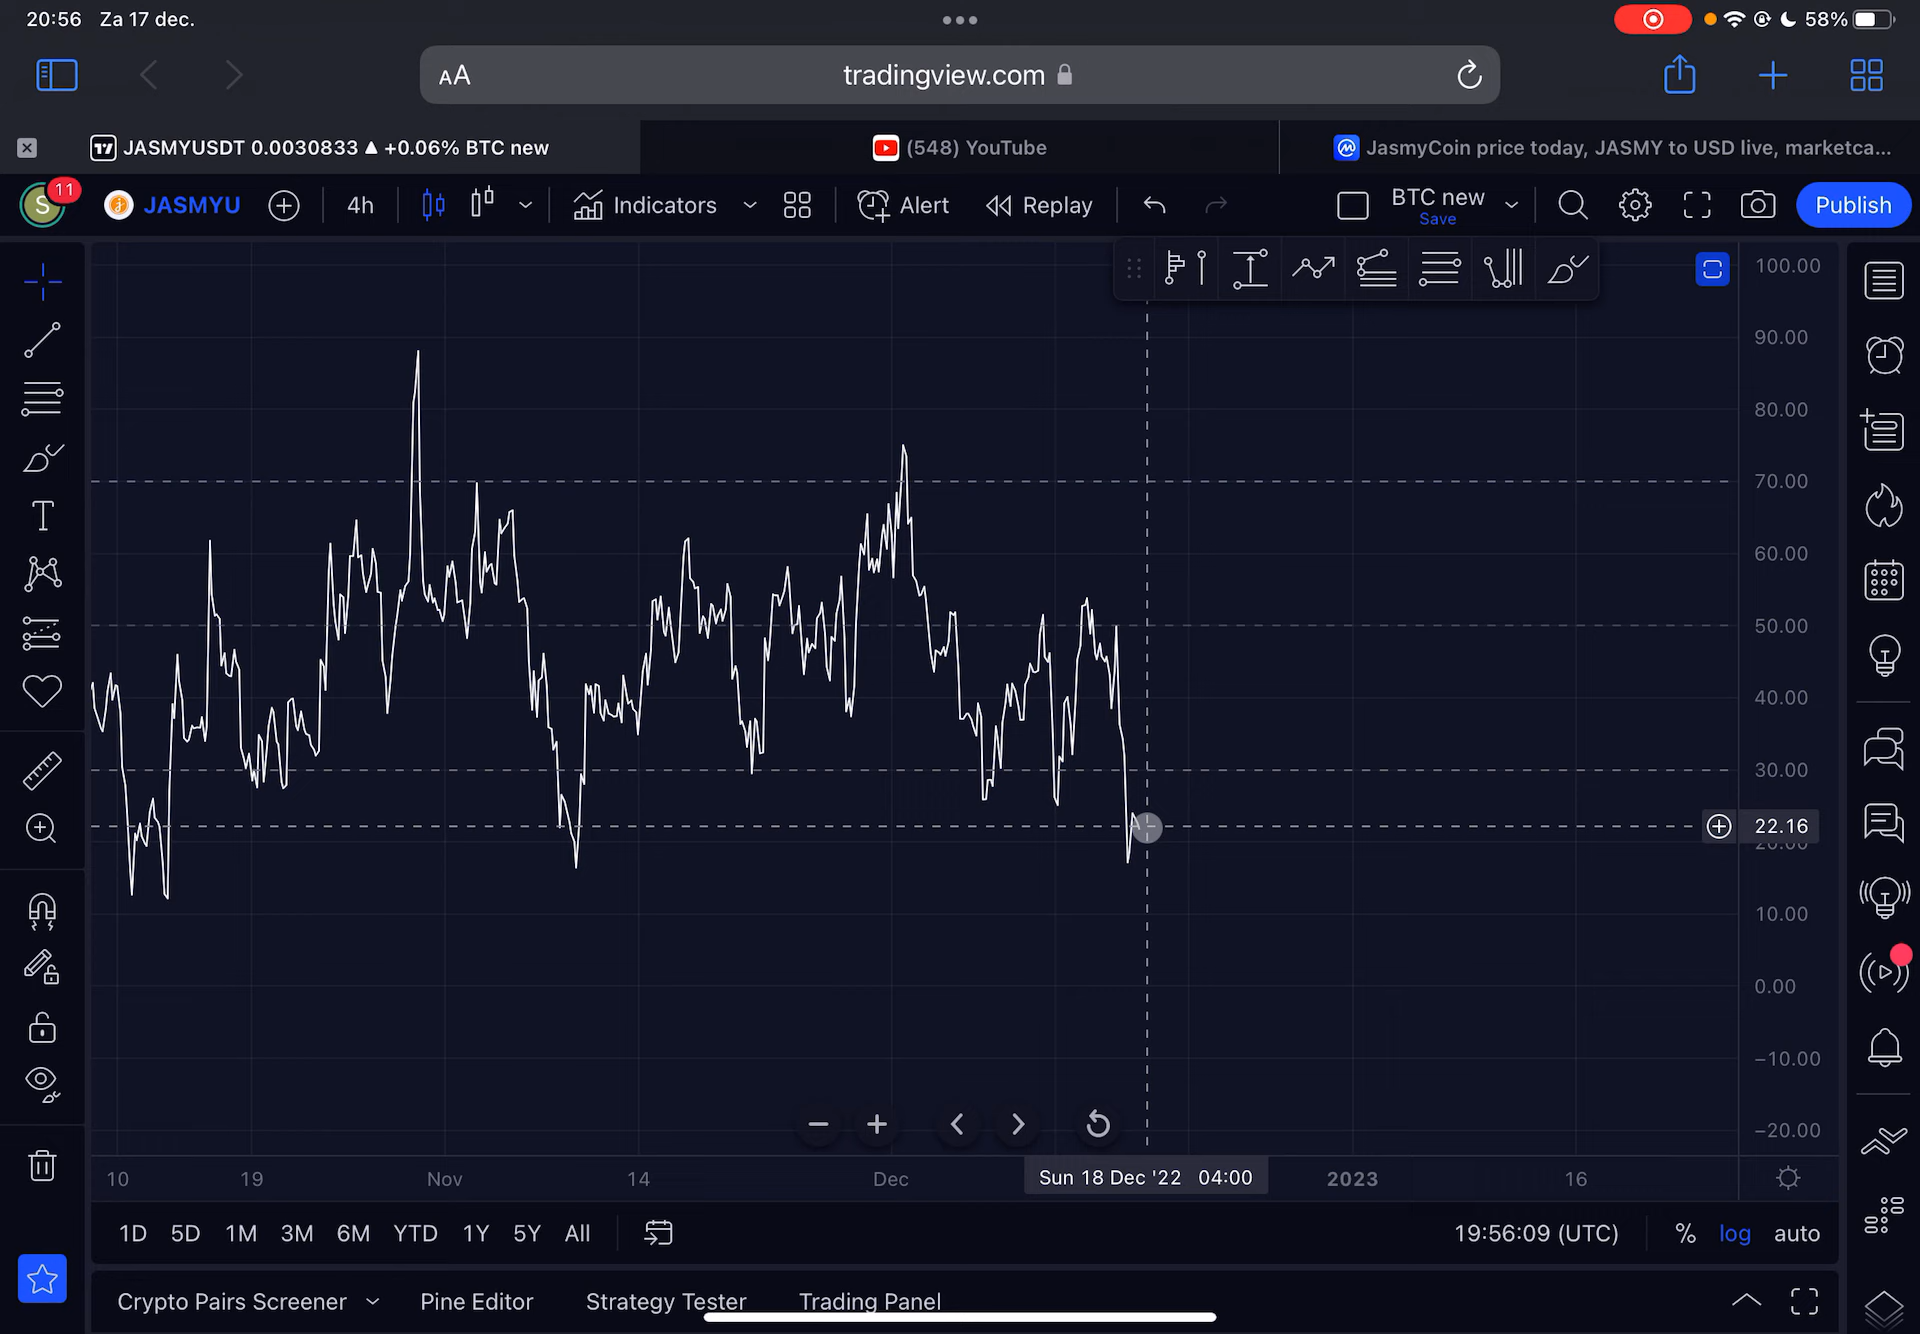 20:56 Za 17 dec. 58%
AA tradingview.com
JASMYUSDT 0.0030833 ▲ +0.06% BTC new
(548) YouTube
JasmyCoin price today, JASMY to USD live, marketca...
S 11 JASMYU 4h Indicators Alert Replay BTC new Save Publish
100.00
90.00
80.00
70.00
60.00
50.00
40.00
30.00
22.16
20.00
10.00
0.00
−10.00
−20.00
10 19 Nov 14 Dec Sun 18 Dec '22 04:00 2023 16
1D 5D 1M 3M 6M YTD 1Y 5Y All 19:56:09 (UTC) % log auto
Crypto Pairs Screener Pine Editor Strategy Tester Trading Panel